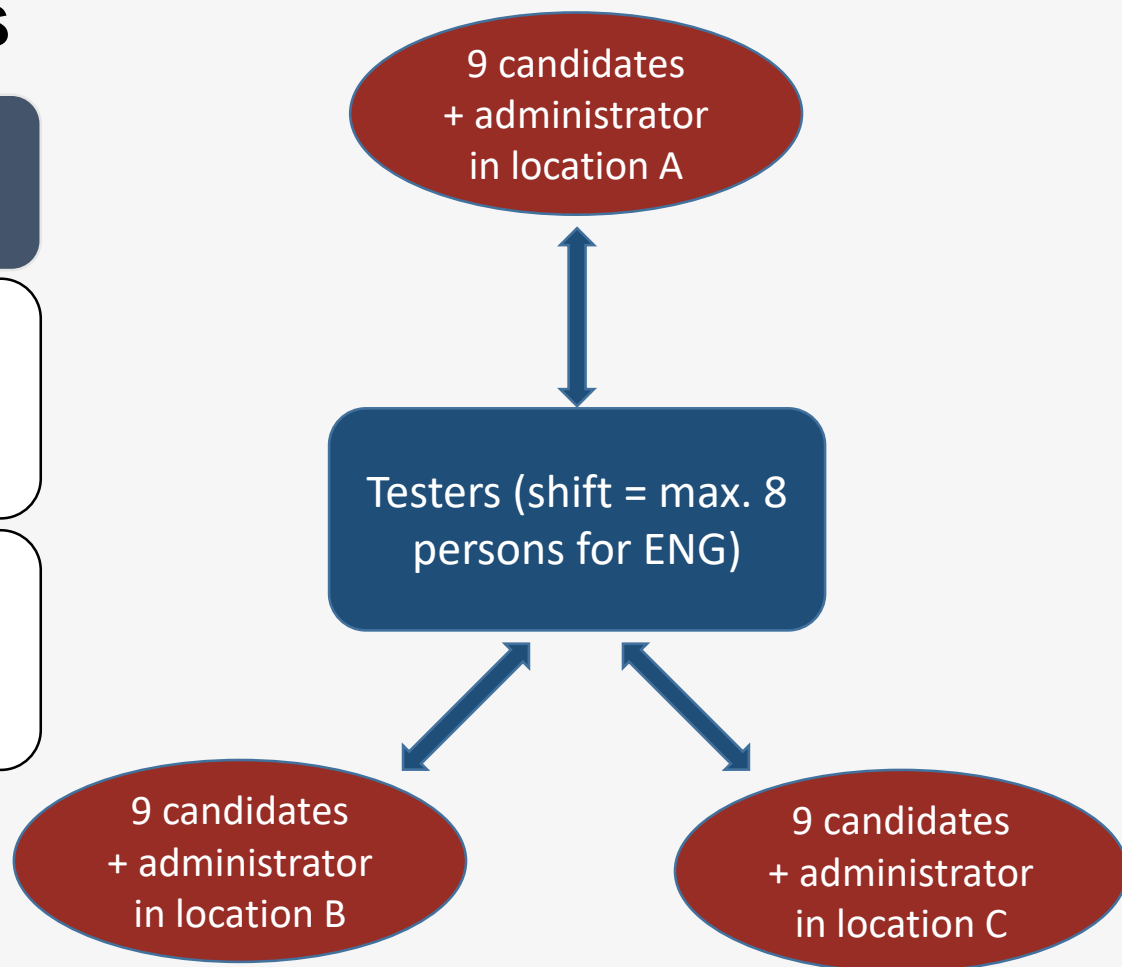 s
9 candidates
+ administrator
in location A
Testers (shift = max. 8
persons for ENG)
9 candidates
+ administrator
in location B
9 candidates
+ administrator
in location C